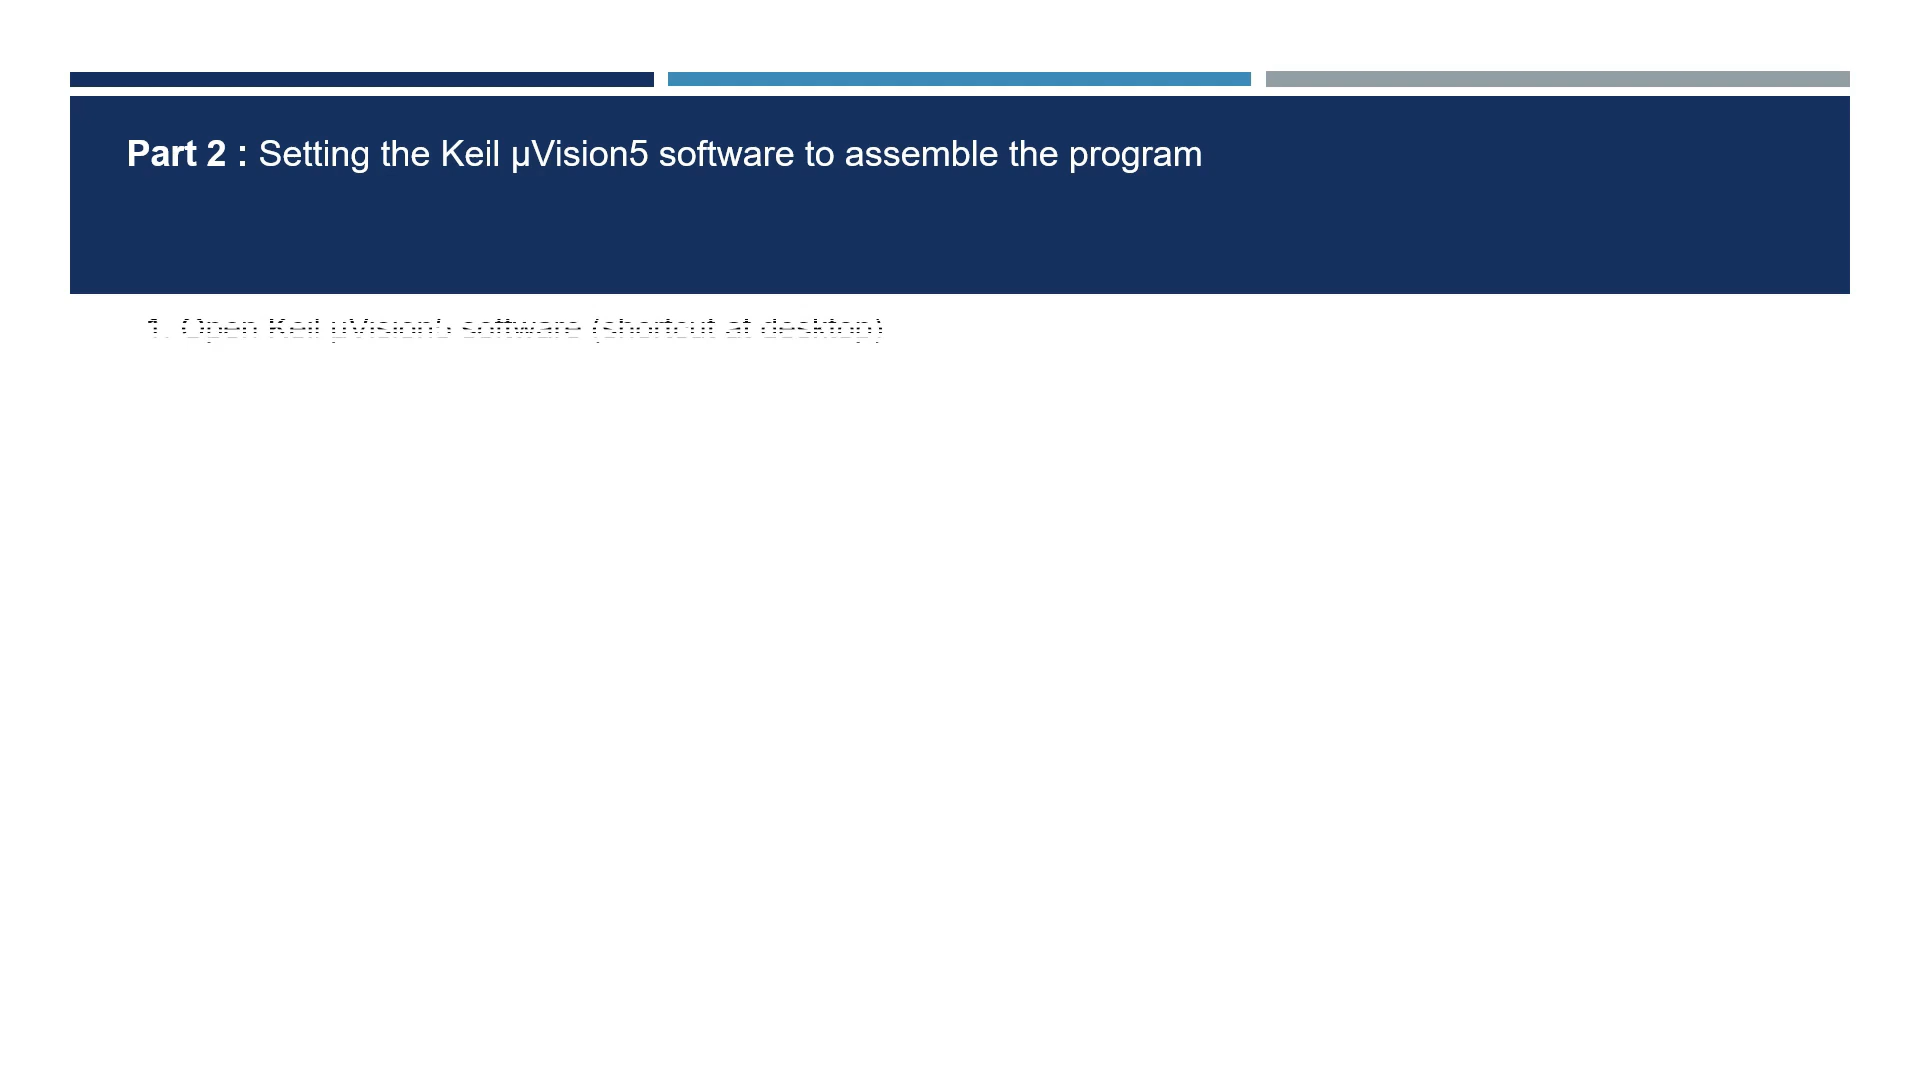 Part 2 : Setting the Keil µVision5 software to assemble the program
1. Open Keil µVision5 software (shortcut at desktop)